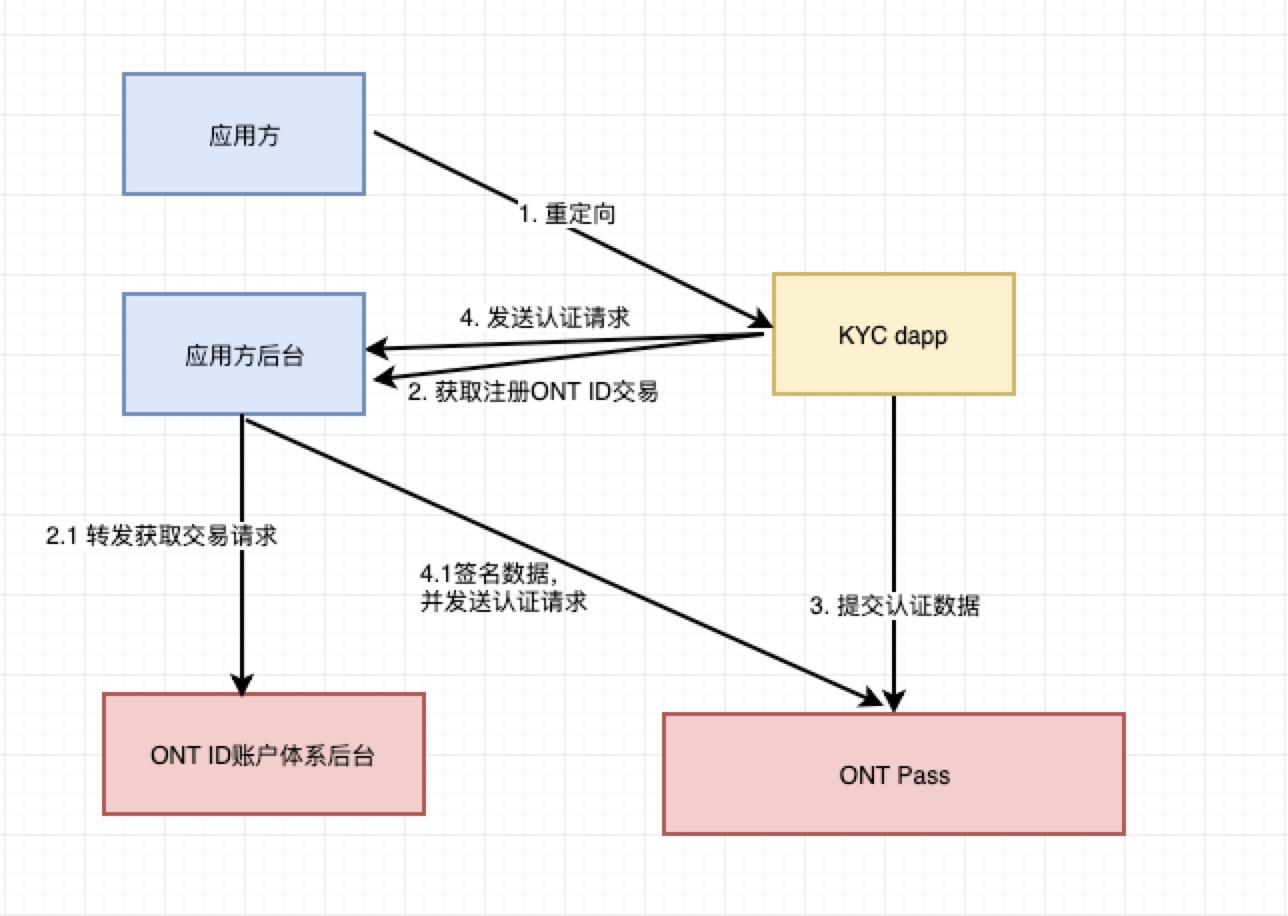 应用方
1. 重定向
4. 发送认证请求
KYC dapp
应用方后台
2. 获取注册ONT ID交易
2.1 转发获取交易请求
4.1签名数据，
并发送认证请求
3. 提交认证数据
ONT ID账户体系后台
ONT Pass